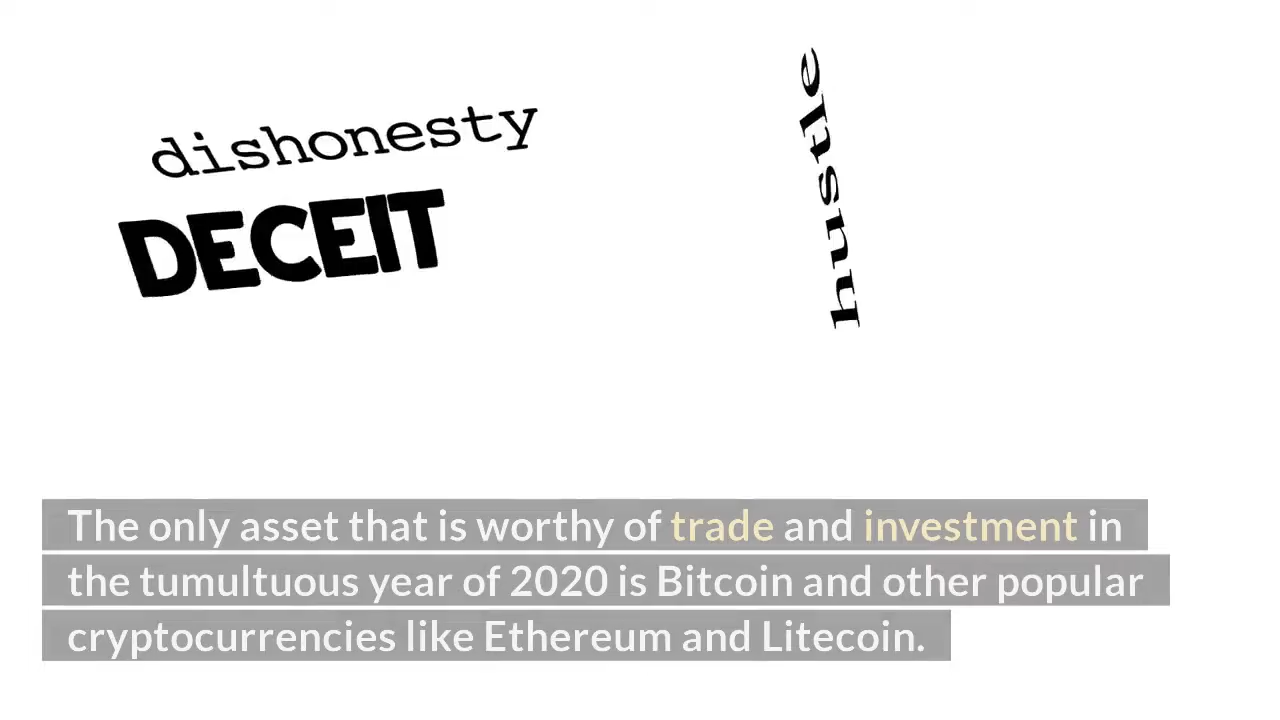 dishonesty
DECEIT
hustle
The only asset that is worthy of trade and investment in
the tumultuous year of 2020 is Bitcoin and other popular
cryptocurrencies like Ethereum and Litecoin.